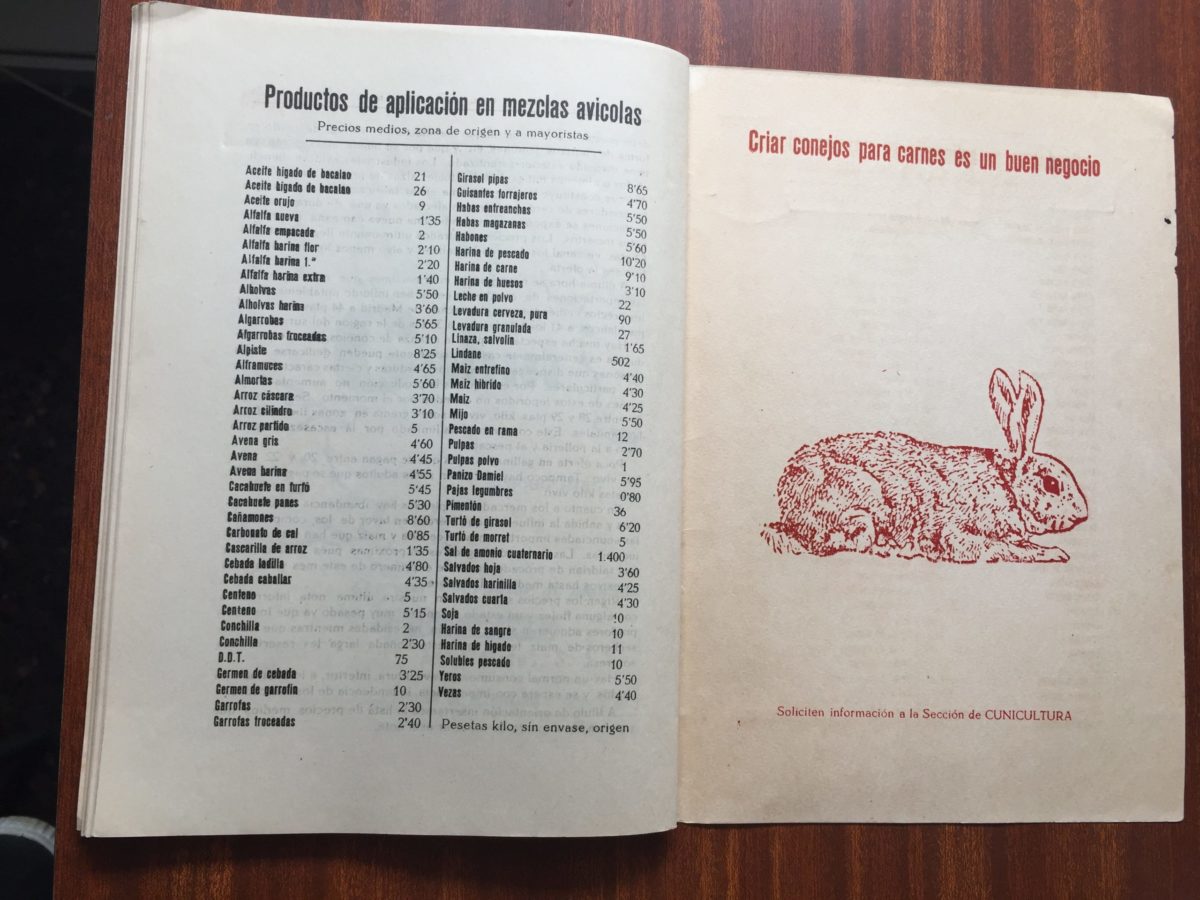 Productos de aplicación en mezclas avicolas
Precios medios, zona de origen y a mayoristas
Aceite higado de bacalao 21
Aceite higado de bacalao 26
Aceite orujo 9
Alfalfa nueva 1'35
Alfalfa empacada 2
Alfalfa harina flor 2'10
Alfalfa harina 1.ª 2'20
Alfalfa harina extra 1'40
Alholvas 5'50
Alholvas harina 3'60
Algarrobas 5'65
Afgarrobas froceadas 5'10
Alpiste 8'25
Alframuces 4'65
Almortas 5'60
Arroz cáscara 3'70
Arroz cilindro 3'10
Arroz partido 5
Avena gris 4'60
Avena 4'45
Avena harina 4'55
Cacahuete en turtó 5'45
Cacahuete panes 5'30
Cañamones 8'60
Carbonato de cal 0'85
Cascarilla de arroz 1'35
Cebada ladilla 4'80
Cebada caballar 4'35
Centeno 5
Centeno 5'15
Conchilla 2
Conchilla 2'30
D.D.T. 75
Germen de cebada 3'25
Germen de garrofin 10
Garrofas 2'30
Garrofas troceadas 2'40
Girasol pipas 8'65
Guisantes forrajeros 4'70
Habas entreanchas 5'50
Habas magazanas 5'50
Habones 5'60
Harina de pescado 10'20
Harina de carne 9'10
Harina de huesos 3'10
Leche en polvo 22
Levadura cerveza, pura 90
Levadura granulada 27
Linaza, salvolin 1'65
Lindane 502
Maiz entrefino 4'40
Meiz hibrido 4'30
Maiz 4'25
Mijo 5'50
Pescado en rama 12
Pulpas 2'70
Pulpas polvo 1
Panizo Damiel 5'95
Pajas legumbres 0'80
Pimentón 36
Turtó de girasol 6'20
Turtó de morret 5
Sal de amonio cuaternario 1.400
Salvados hoja 3'60
Salvados harinilla 4'25
Salvados cuarta 4'30
Soja 10
Harina de sangre 10
Harina de higado 11
Solubles pescado 10
Yeros 5'50
Vezas 4'40
Pesetas kilo, sin envase, origen
Criar conejos para carnes es un buen negocio
Soliciten información a la Sección de CUNICULTURA